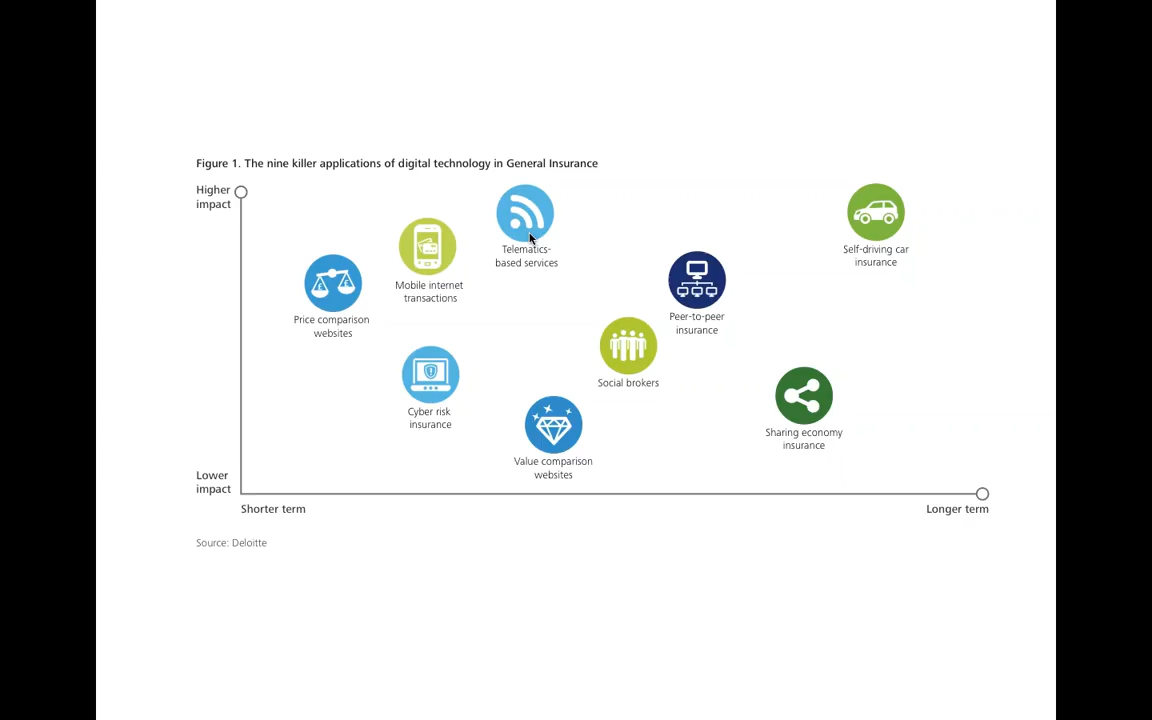 Figure 1. The nine killer applications of digital technology in General Insurance
Higher
impact
Telematics-
based services
Self-driving car
insurance
Mobile internet
transactions
Price comparison
websites
Peer-to-peer
insurance
Social brokers
Cyber risk
insurance
Sharing economy
insurance
Value comparison
websites
Lower
impact
Shorter term
Longer term
Source: Deloitte